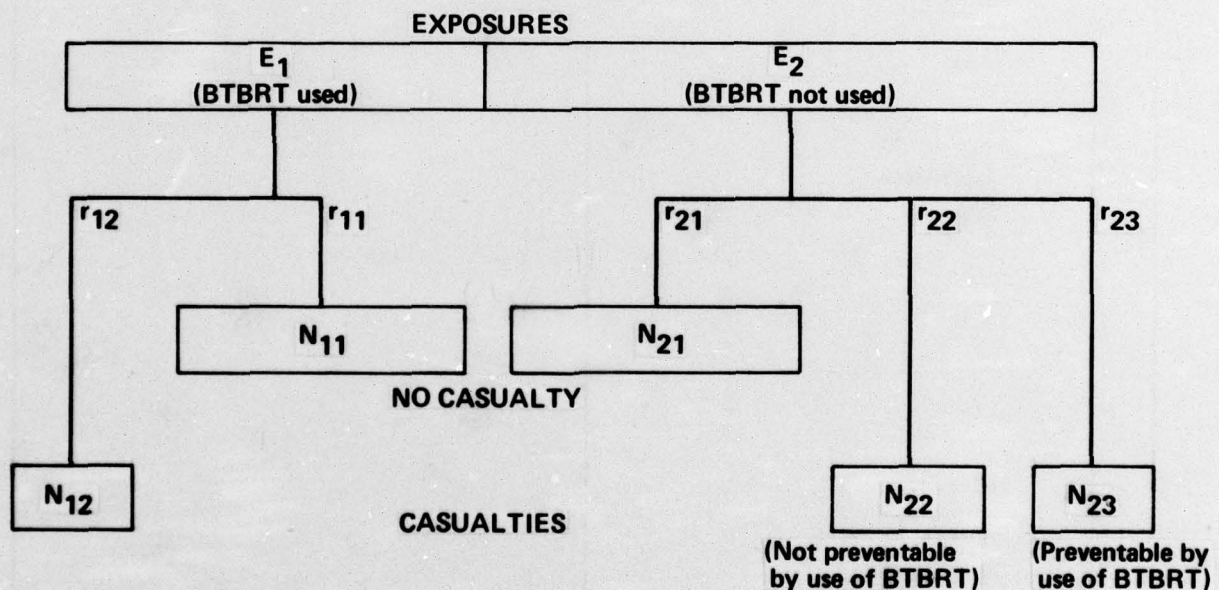 EXPOSURES
E1
(BTBRT used)
E2
(BTBRT not used)
r12
r11
r21
r22
r23
N11
N21
NO CASUALTY
N12
CASUALTIES
N22
(Not preventable
by use of BTBRT)
N23
(Preventable by
use of BTBRT)